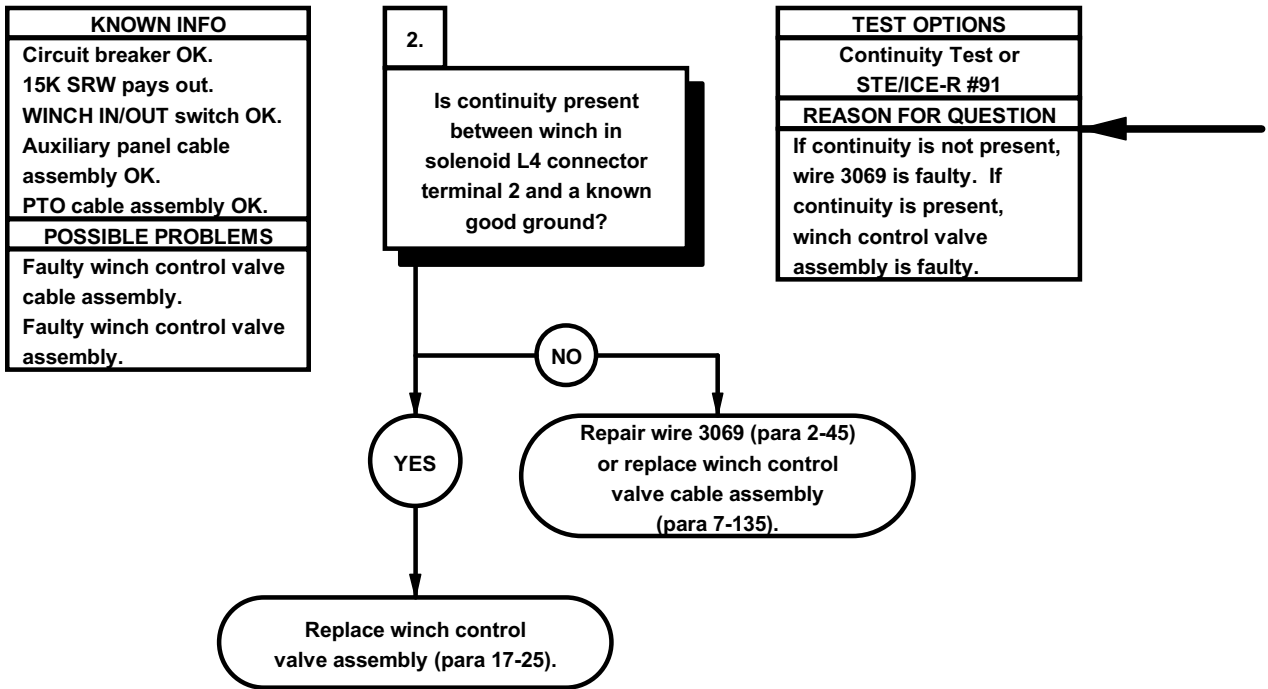 KNOWN INFO
Circuit breaker OK.
15K SRW pays out.
WINCH IN/OUT switch OK.
Auxiliary panel cable
assembly OK.
PTO cable assembly OK.
POSSIBLE PROBLEMS
Faulty winch control valve
cable assembly.
Faulty winch control valve
assembly.
2.
Is continuity present
between winch in
solenoid L4 connector
terminal 2 and a known
good ground?
TEST OPTIONS
Continuity Test or
STE/ICE-R #91
REASON FOR QUESTION
If continuity is not present,
wire 3069 is faulty.  If
continuity is present,
winch control valve
assembly is faulty.
NO
YES
Repair wire 3069 (para 2-45)
or replace winch control
valve cable assembly
(para 7-135).
Replace winch control
valve assembly (para 17-25).